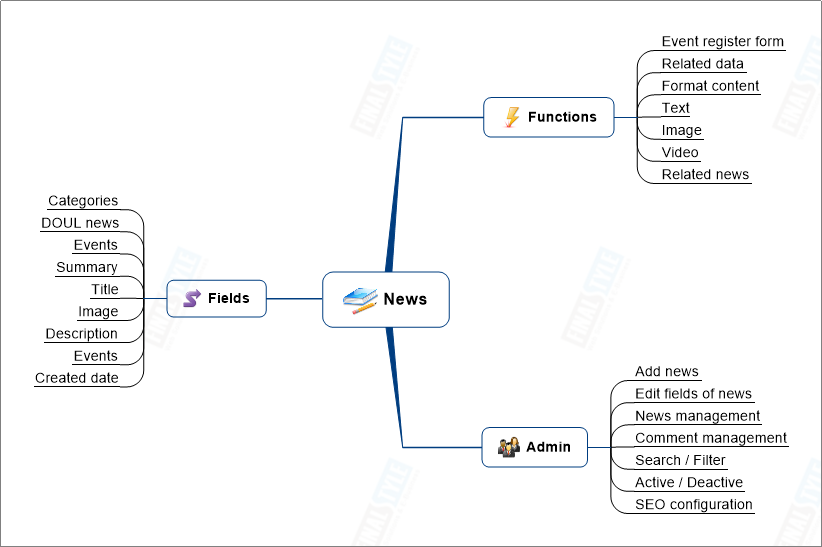 Event register form
Related data
Format content
Functions
Text
Image
Video
Related news
Categories
DOUL news
Events
Summary
Title
Fields
Image
Description
Events
Created date
News
Add news
Edit fields of news
News management
Comment management
Admin
Search / Filter
Active / Deactive
SEO configuration